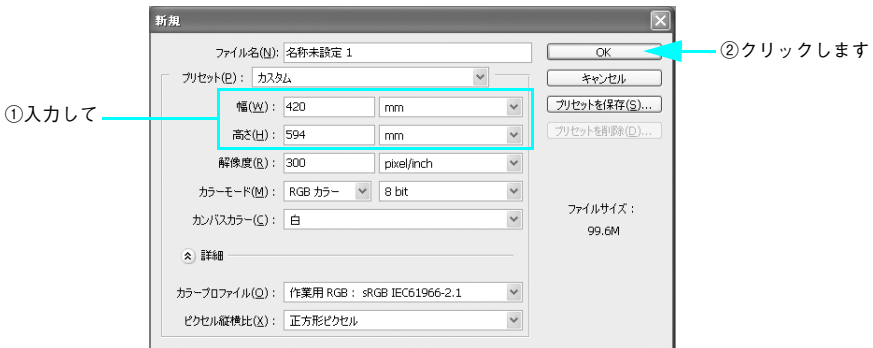 新規
ファイル名(N): 名称未設定 1
OK
②クリックします
プリセット(P): カスタム
キャンセル
①入力して
幅(W): 420 mm
プリセットを保存(S)...
高さ(H): 594 mm
プリセットを削除(D)...
解像度(R): 300 pixel/inch
カラーモード(M): RGB カラー 8 bit
カンバスカラー(C): 白
ファイルサイズ:
99.6M
詳細
カラープロファイル(O): 作業用 RGB: sRGB IEC61966-2.1
ピクセル縦横比(X): 正方形ピクセル